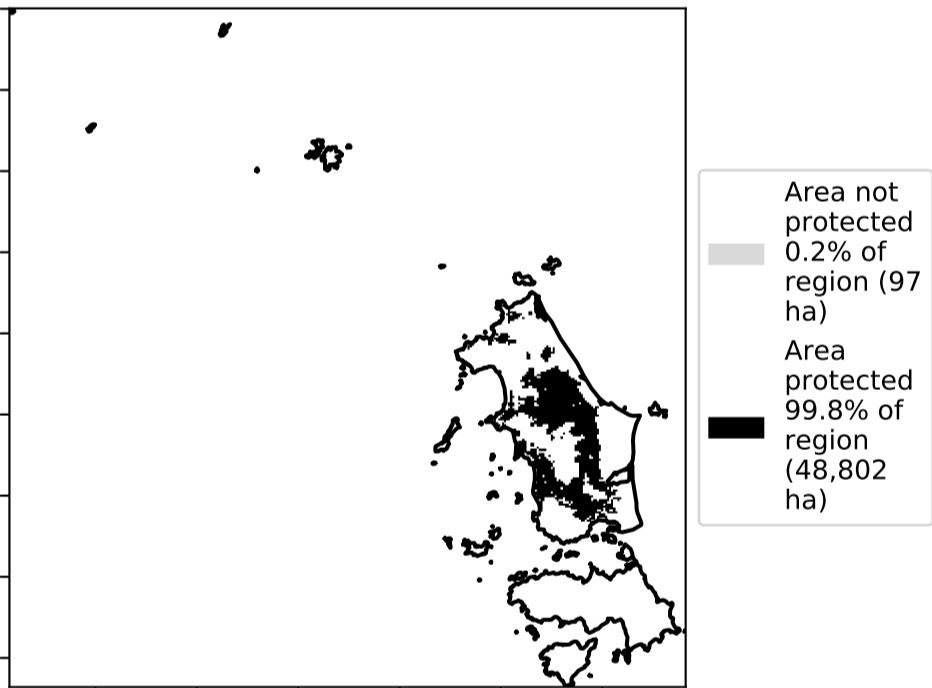 Area not
protected
0.2% of
region (97
ha)
Area
protected
99.8% of
region
(48,802
ha)